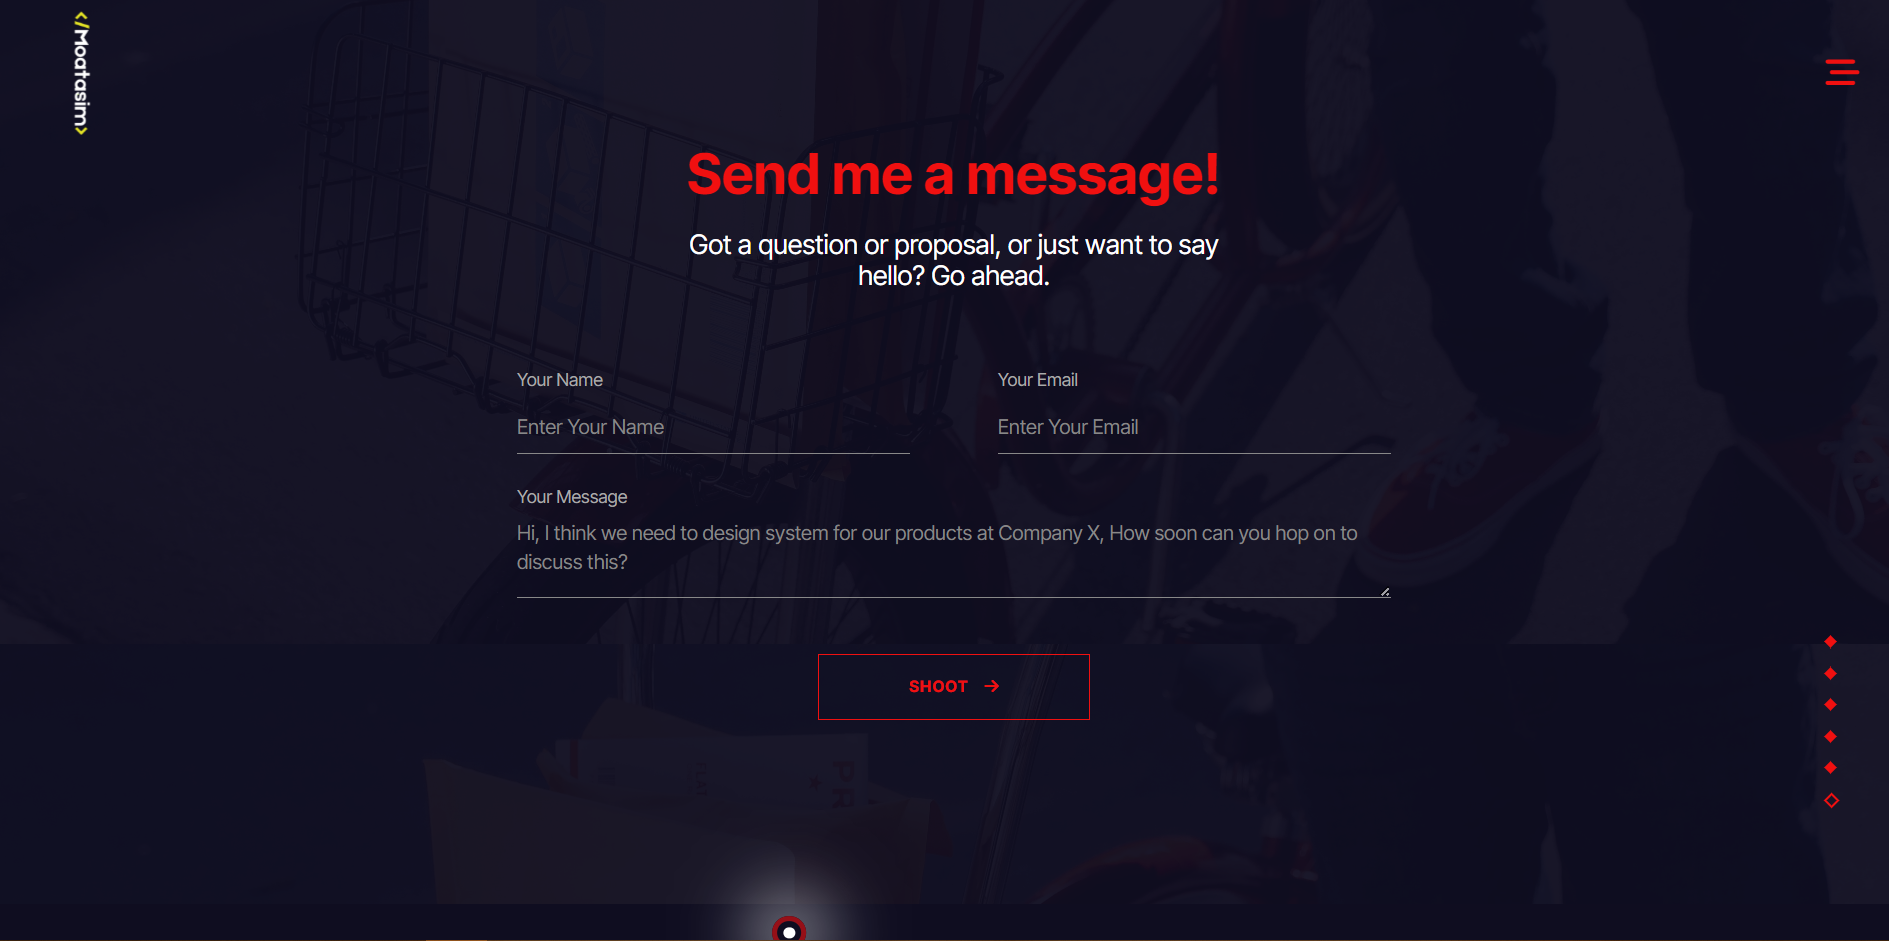 </Moatasim>
Send me a message!
Got a question or proposal, or just want to say
hello? Go ahead.
Your Name
Your Email
Enter Your Name
Enter Your Email
Your Message
Hi, I think we need to design system for our products at Company X, How soon can you hop on to
discuss this?
SHOOT →
PR